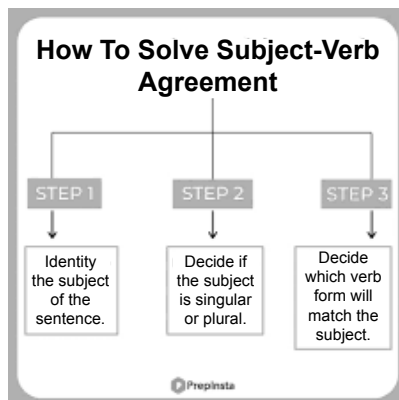 How To Solve Subject-Verb
Agreement
STEP 1
STEP 2
STEP 3
Identity
the subject
of the
sentence.
Decide if
the subject
is singular
or plural.
Decide
which verb
form will
match the
subject.
PrepInsta